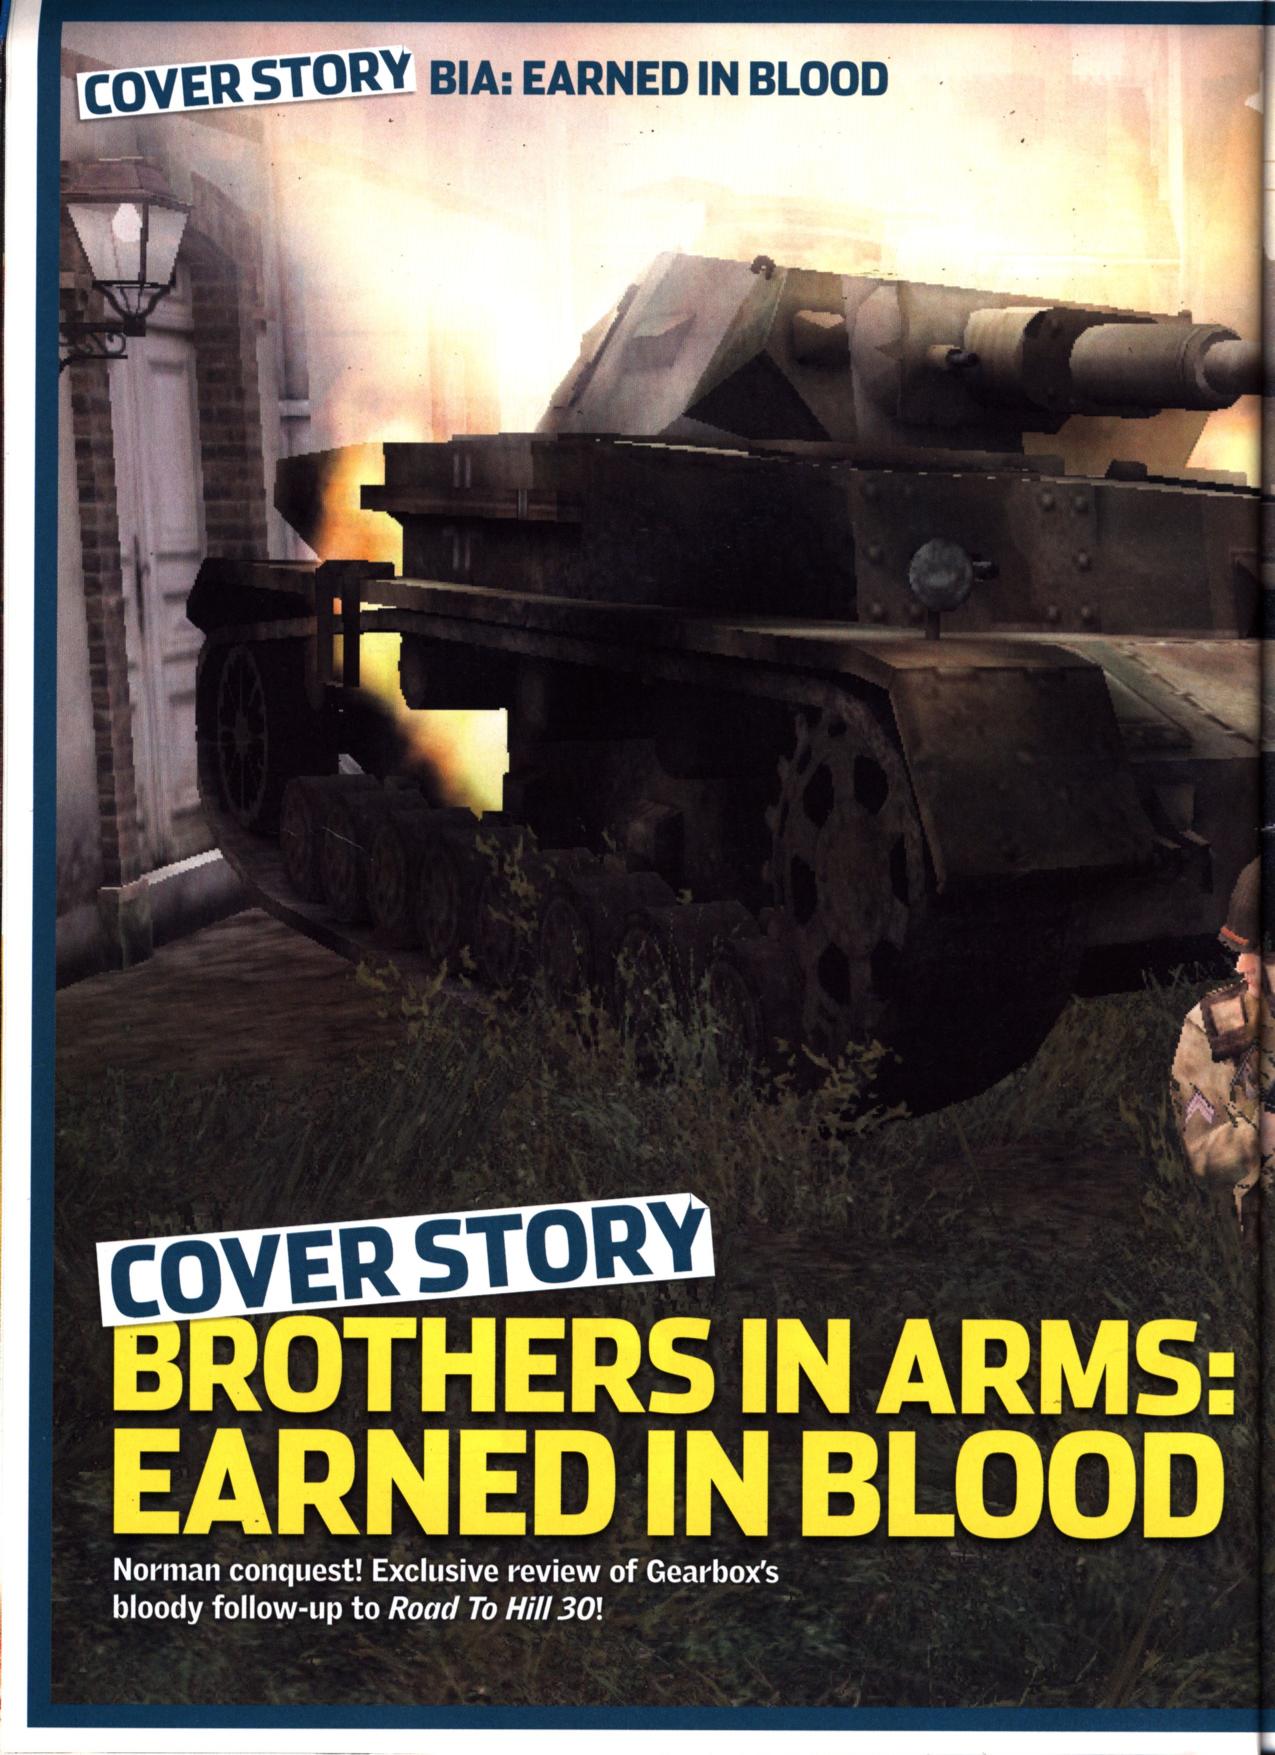 COVER STORY BIA: EARNED IN BLOOD
COVER STORY
BROTHERS IN ARMS:
EARNED IN BLOOD
Norman conquest! Exclusive review of Gearbox's
bloody follow-up to Road To Hill 30!